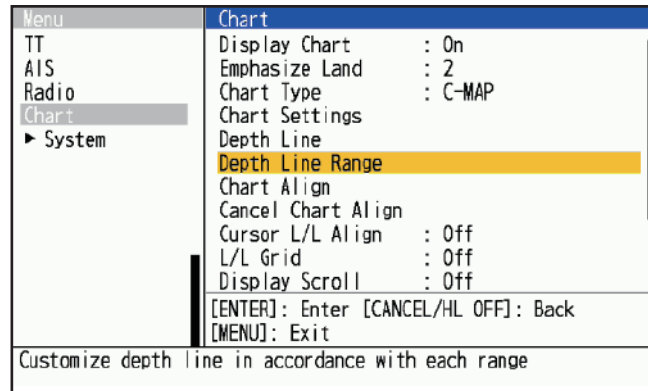 Menu
TT
AIS
Radio
Chart
► System
Chart
Display Chart : On
Emphasize Land : 2
Chart Type : C-MAP
Chart Settings
Depth Line
Depth Line Range
Chart Align
Cancel Chart Align
Cursor L/L Align : Off
L/L Grid : Off
Display Scroll : Off
[ENTER]: Enter [CANCEL/HL OFF]: Back
[MENU]: Exit
Customize depth line in accordance with each range